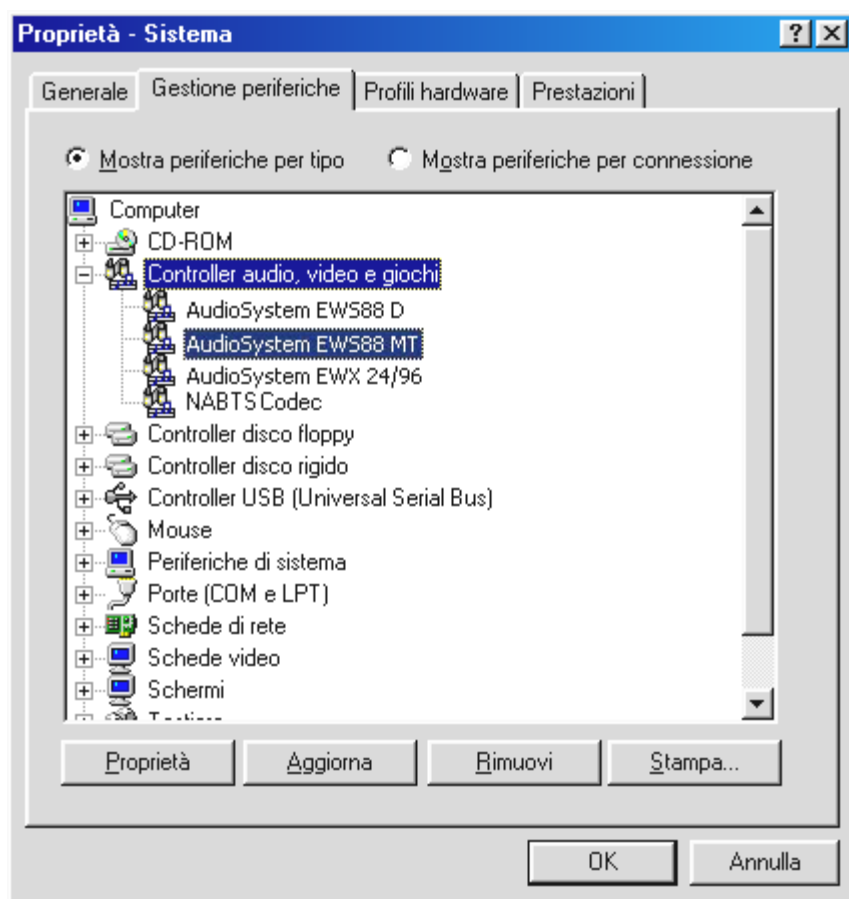 Proprietà - Sistema
Generale Gestione periferiche Profili hardware Prestazioni
Mostra periferiche per tipo Mostra periferiche per connessione
Computer
CD-ROM
Controller audio, video e giochi
AudioSystem EWS88 D
AudioSystem EWS88 MT
AudioSystem EWX 24/96
NABTS Codec
Controller disco floppy
Controller disco rigido
Controller USB (Universal Serial Bus)
Mouse
Periferiche di sistema
Porte (COM e LPT)
Schede di rete
Schede video
Schermi
Proprietà Aggiorna Rimuovi Stampa...
OK Annulla